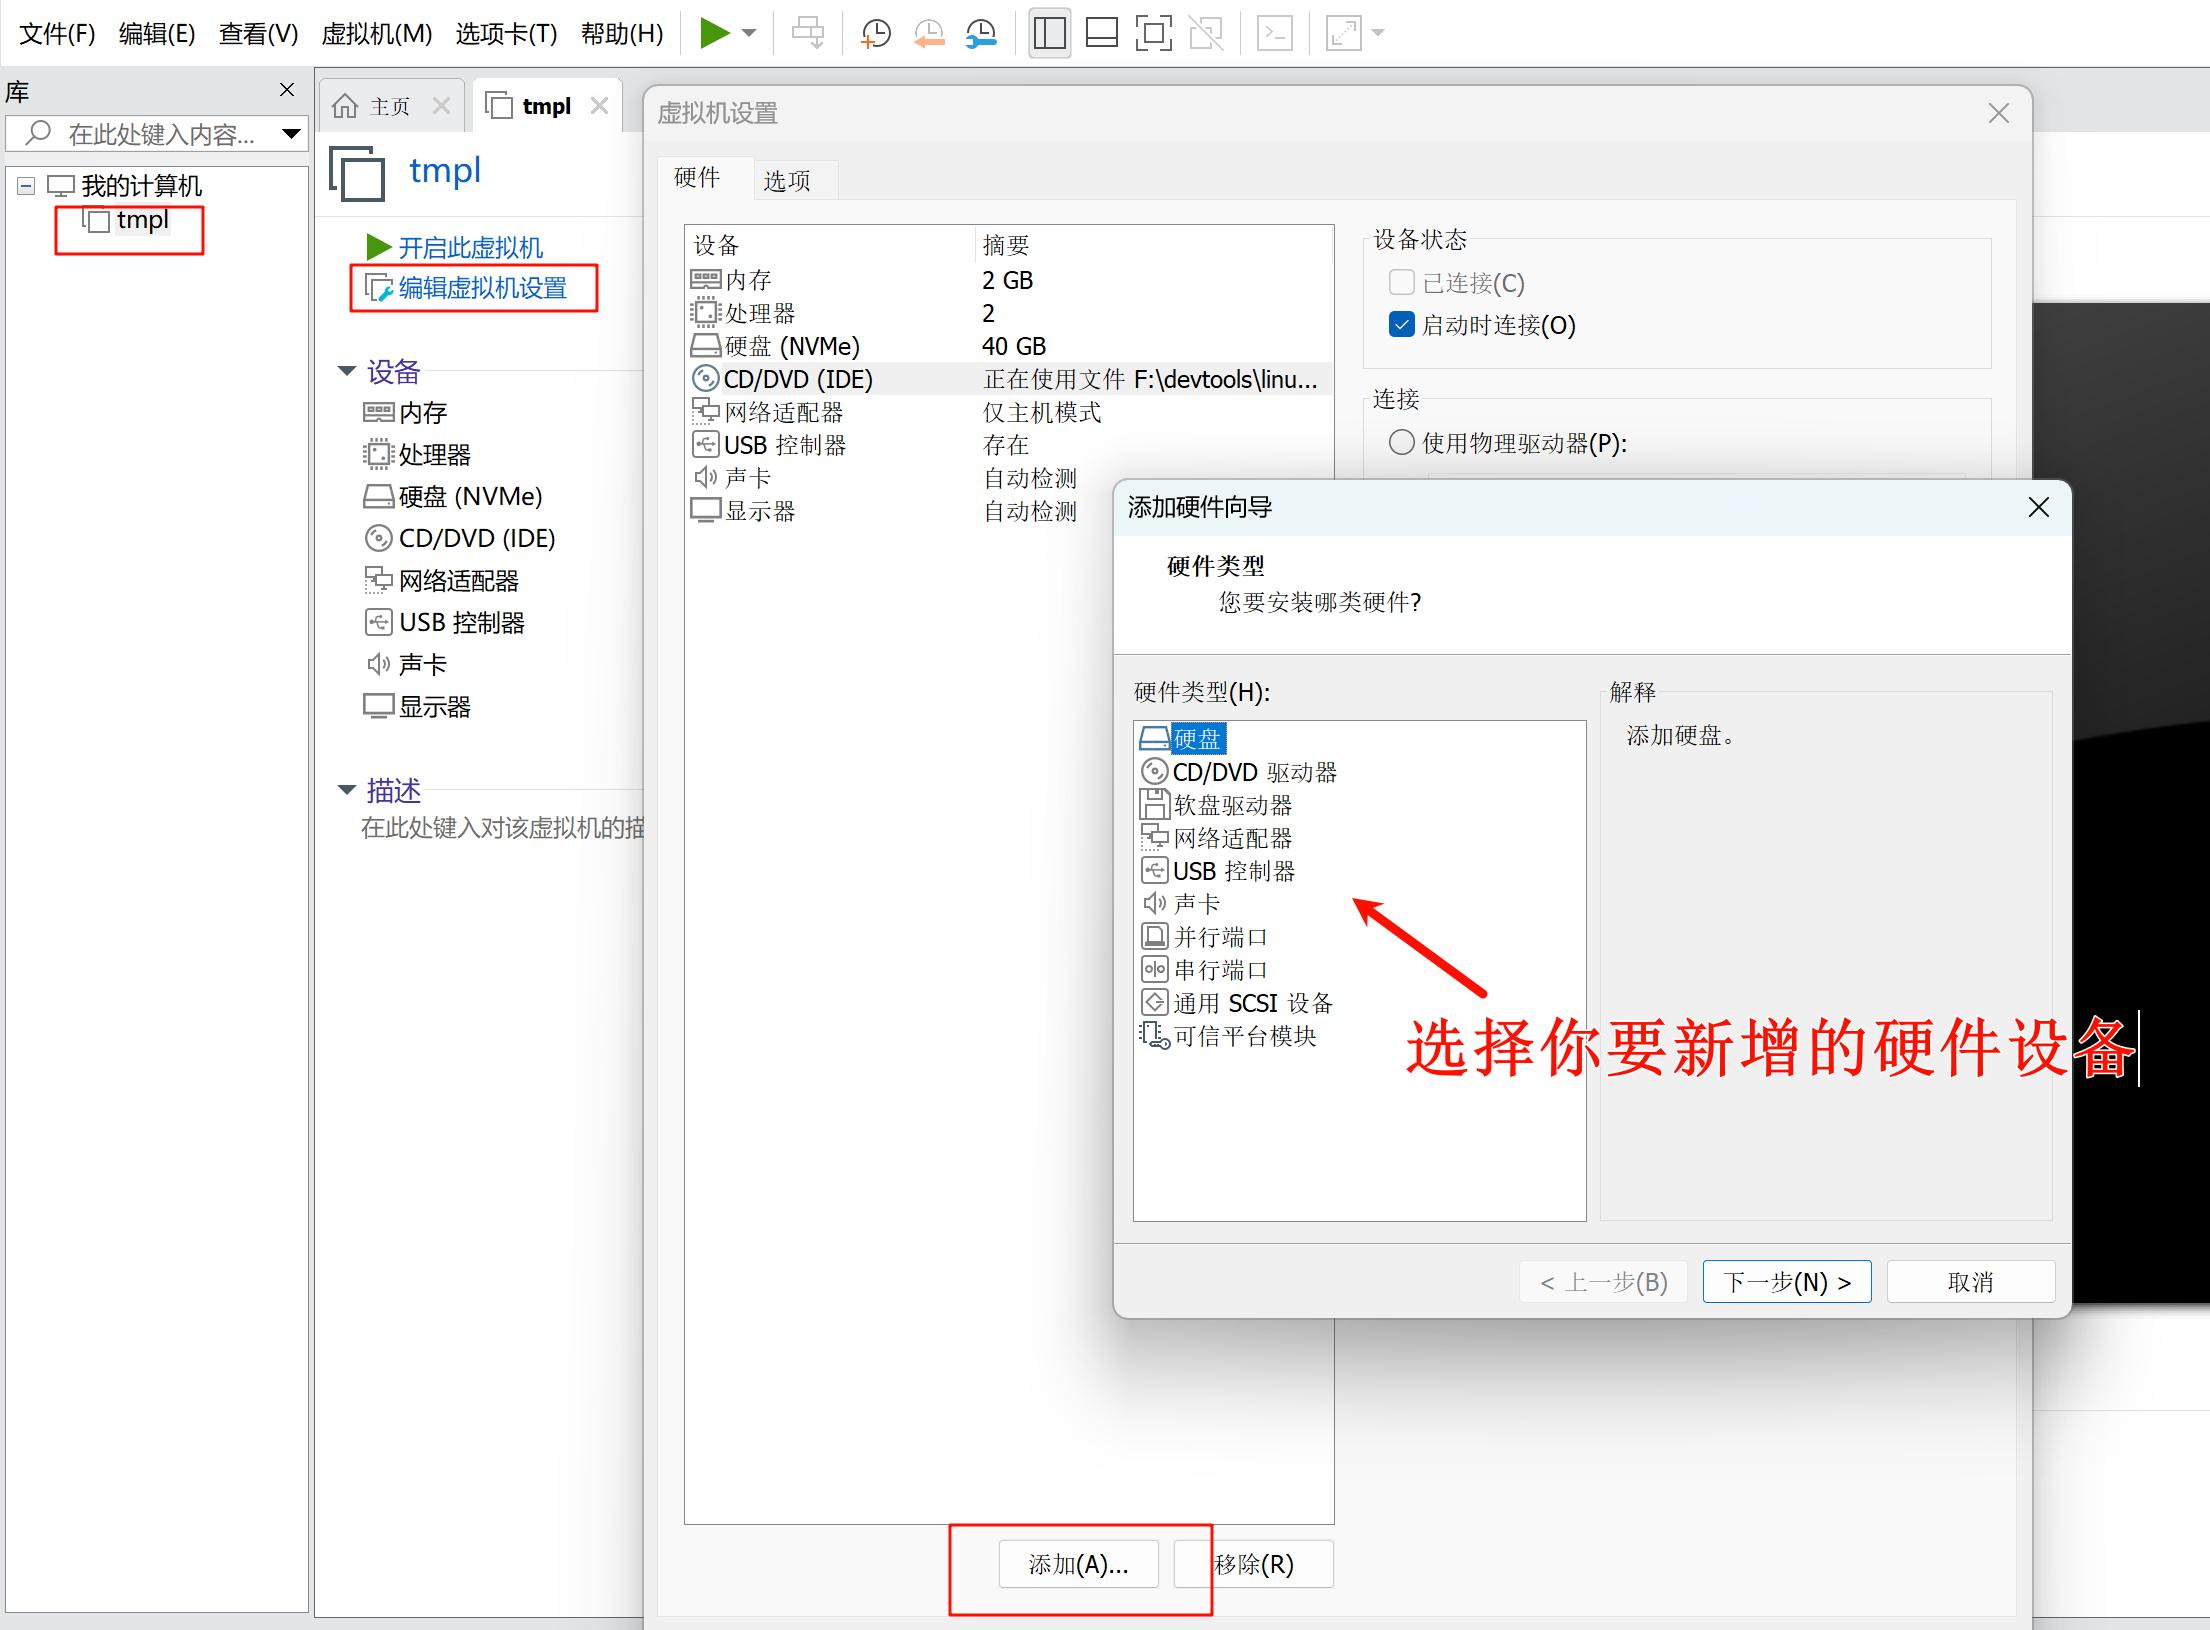 文件(F) 编辑(E) 查看(V) 虚拟机(M) 选项卡(T) 帮助(H)
库
在此处键入内容...
我的计算机
tmpl
主页
tmpl
tmpl
开启此虚拟机
编辑虚拟机设置
设备
内存
处理器
硬盘 (NVMe)
CD/DVD (IDE)
网络适配器
USB 控制器
声卡
显示器
描述
在此处键入对该虚拟机的描
虚拟机设置
硬件 选项
设备 摘要
内存 2 GB
处理器 2
硬盘 (NVMe) 40 GB
CD/DVD (IDE) 正在使用文件 F:\devtools\linu...
网络适配器 仅主机模式
USB 控制器 存在
声卡 自动检测
显示器 自动检测
添加(A)... 移除(R)
设备状态
已连接(C)
启动时连接(O)
连接
使用物理驱动器(P):
添加硬件向导
硬件类型
您要安装哪类硬件?
硬件类型(H):
硬盘
CD/DVD 驱动器
软盘驱动器
网络适配器
USB 控制器
声卡
并行端口
串行端口
通用 SCSI 设备
可信平台模块
解释
添加硬盘。
选择你要新增的硬件设备
< 上一步(B) 下一步(N) > 取消